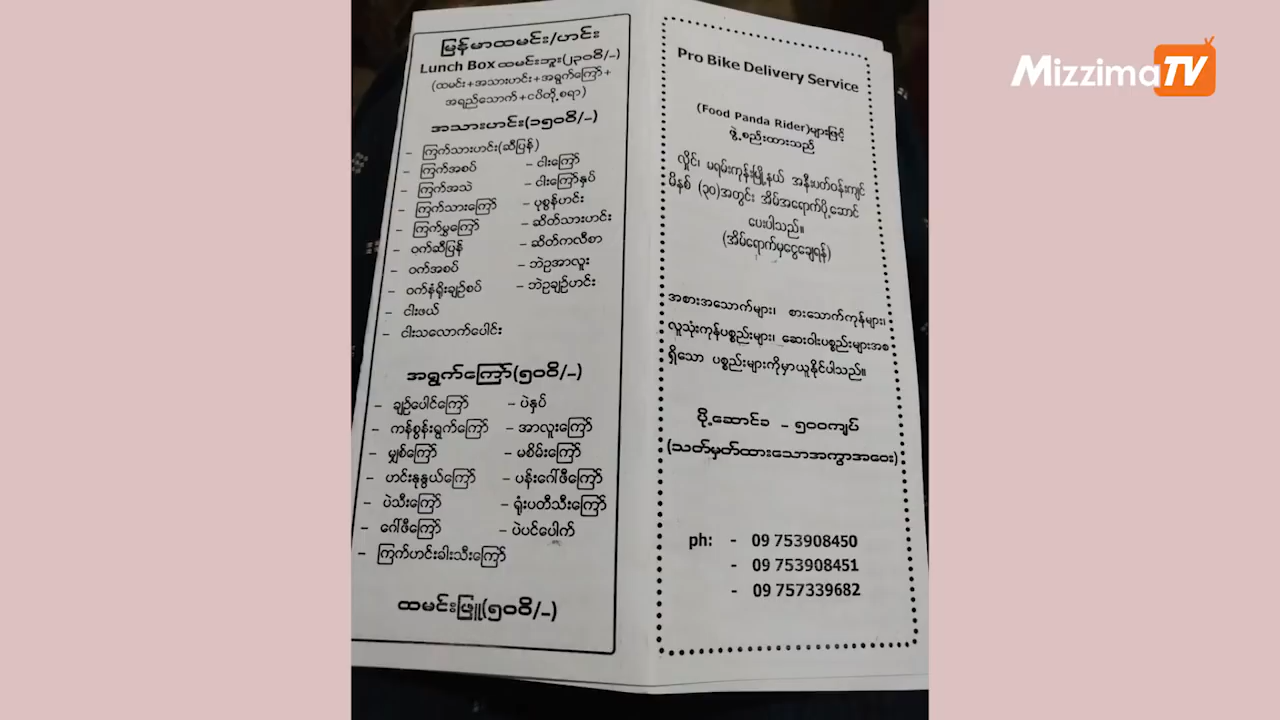 Mizzima TV
မြန်မာထမင်း/ဟင်း
Lunch Box ထမင်းဘူး(၂၃၀၀ိ/_)
(ထမင်း+အသားဟင်း+အရွက်ကြော်+
အရည်သောက်+ငပိတို့စရာ)
အသားဟင်း(၁၅၀၀ိ/_)
– ကြက်သားဟင်း(ဆီပြန်)
– ကြက်အစပ်
– ကြက်အသဲ
– ကြက်သားကြော်
– ကြက်မွှကြော်
– ဝက်ဆီပြန်
– ဝက်အစပ်
– ဝက်နံရိုးချဉ်စပ်
– ငါးဖယ်
– ငါးသလောက်ပေါင်း
– ငါးကြော်
– ငါးကြော်နှပ်
– ပုစွန်ဟင်း
– ဆိတ်သားဟင်း
– ဆိတ်ကလီစာ
– ဘဲဥအာလူး
– ဘဲဥချဉ်ဟင်း
အရွက်ကြော်(၅၀၀ိ/_)
– ချဉ်ပေါင်ကြော်
– ကန်စွန်းရွက်ကြော်
– မျှစ်ကြော်
– ဟင်းနုနွယ်ကြော်
– ပဲသီးကြော်
– ဂေါ်ဖီကြော်
– ကြက်ဟင်းခါးသီးကြော်
– ပဲနှပ်
– အာလူးကြော်
– မစိမ်းကြော်
– ပန်းဂေါ်ဖီကြော်
– ရုံးပတီသီးကြော်
– ပဲပင်ပေါက်
ထမင်းဖြူ(၅၀၀ိ/_)
Pro Bike Delivery Service
(Food Panda Rider)များဖြင့်
ဖွဲ့စည်းထားသည်
လှိုင်၊ မရမ်းကုန်းမြို့နယ် အနီးပတ်ဝန်းကျင်
မိနစ် (၃၀)အတွင်း အိမ်အရောက်ပို့ဆောင်
ပေးပါသည်။
(အိမ်ရောက်မှငွေချေရန်)
အစားအသောက်များ၊ စားသောက်ကုန်များ၊
လူသုံးကုန်ပစ္စည်းများ၊ ဆေးဝါးပစ္စည်းများအစ
ရှိသော ပစ္စည်းများကိုမှာယူနိုင်ပါသည်။
ပို့ဆောင်ခ – ၅၀၀ကျပ်
(သတ်မှတ်ထားသောအကွာအဝေး)
ph: - 09 753908450
- 09 753908451
- 09 757339682